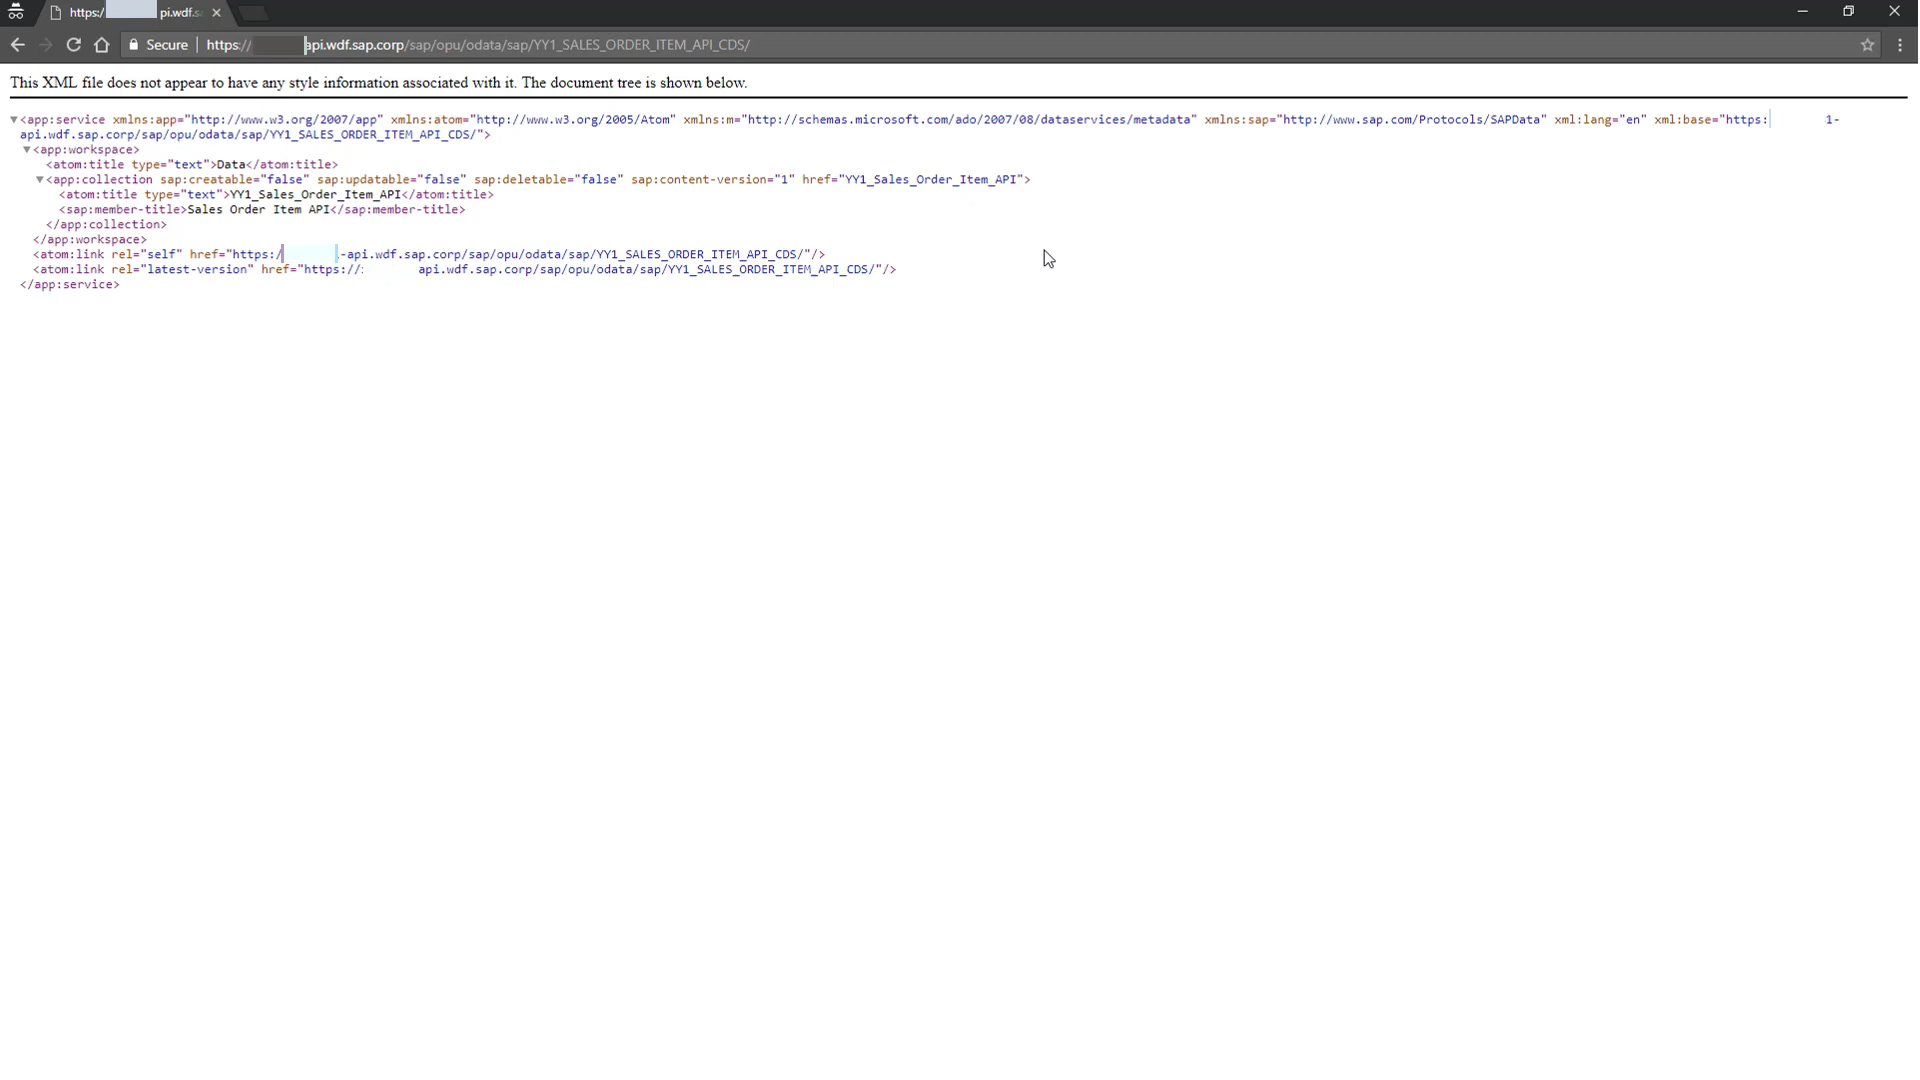 https:/ pi.wdf.s
Secure https:// api.wdf.sap.corp/sap/opu/odata/sap/YY1_SALES_ORDER_ITEM_API_CDS/
This XML file does not appear to have any style information associated with it. The document tree is shown below.
▼<app:service xmlns:app="http://www.w3.org/2007/app" xmlns:atom="http://www.w3.org/2005/Atom" xmlns:m="http://schemas.microsoft.com/ado/2007/08/dataservices/metadata" xmlns:sap="http://www.sap.com/Protocols/SAPData" xml:lang="en" xml:base="https: 1-
api.wdf.sap.corp/sap/opu/odata/sap/YY1_SALES_ORDER_ITEM_API_CDS/">
▼<app:workspace>
<atom:title type="text">Data</atom:title>
▼<app:collection sap:creatable="false" sap:updatable="false" sap:deletable="false" sap:content-version="1" href="YY1_Sales_Order_Item_API">
<atom:title type="text">YY1_Sales_Order_Item_API</atom:title>
<sap:member-title>Sales Order Item API</sap:member-title>
</app:collection>
</app:workspace>
<atom:link rel="self" href="https:/ -api.wdf.sap.corp/sap/opu/odata/sap/YY1_SALES_ORDER_ITEM_API_CDS/"/>
<atom:link rel="latest-version" href="https:// api.wdf.sap.corp/sap/opu/odata/sap/YY1_SALES_ORDER_ITEM_API_CDS/"/>
</app:service>